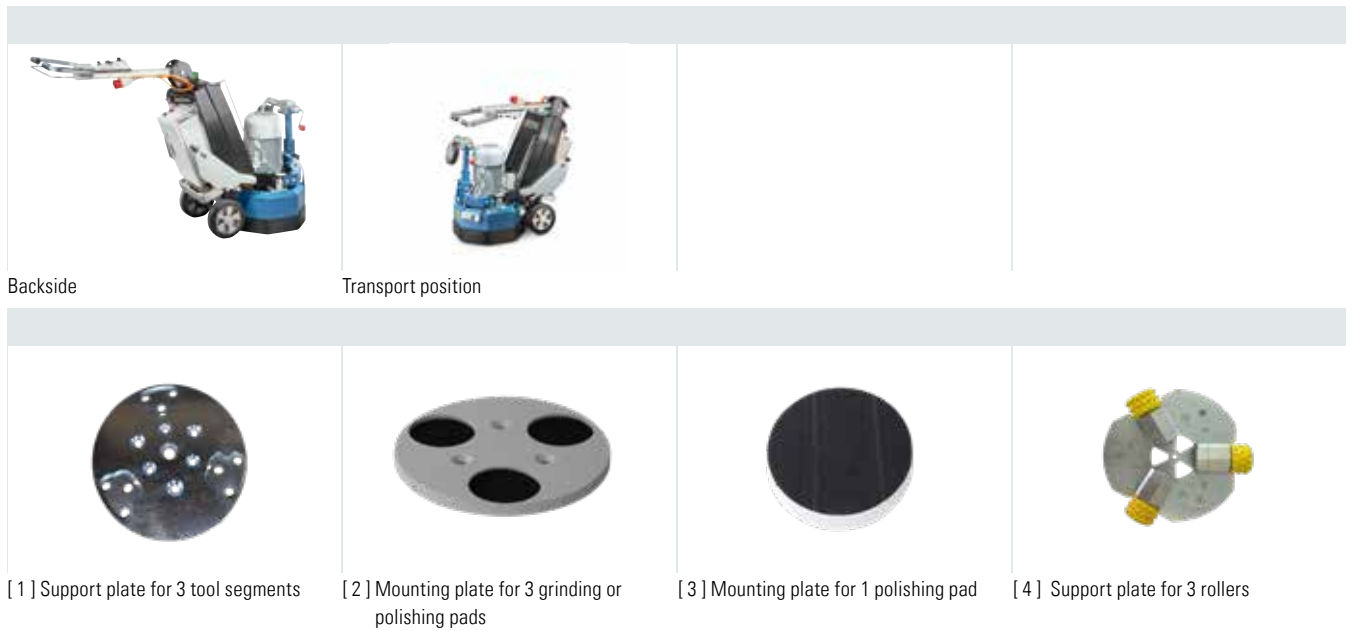 Backside
Transport position
[ 1 ] Support plate for 3 tool segments
[ 2 ] Mounting plate for 3 grinding or
polishing pads
[ 3 ] Mounting plate for 1 polishing pad
[ 4 ] Support plate for 3 rollers